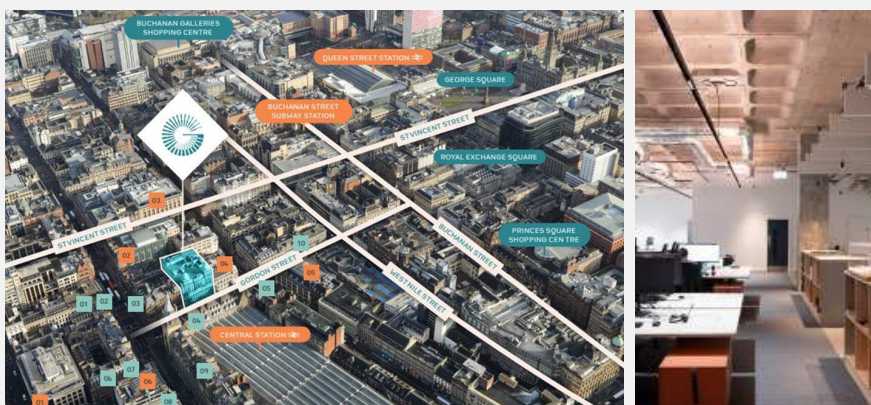 BUCHANAN GALLERIES
SHOPPING CENTRE
QUEEN STREET STATION
GEORGE SQUARE
BUCHANAN STREET
SUBWAY STATION
ST VINCENT STREET
ROYAL EXCHANGE SQUARE
03
ST VINCENT STREET
PRINCES SQUARE
SHOPPING CENTRE
BUCHANAN STREET
10
02
04
GORDON STREET
05
05
WEST NILE STREET
01
02
03
04
CENTRAL STATION
07
09
06
06
01
08